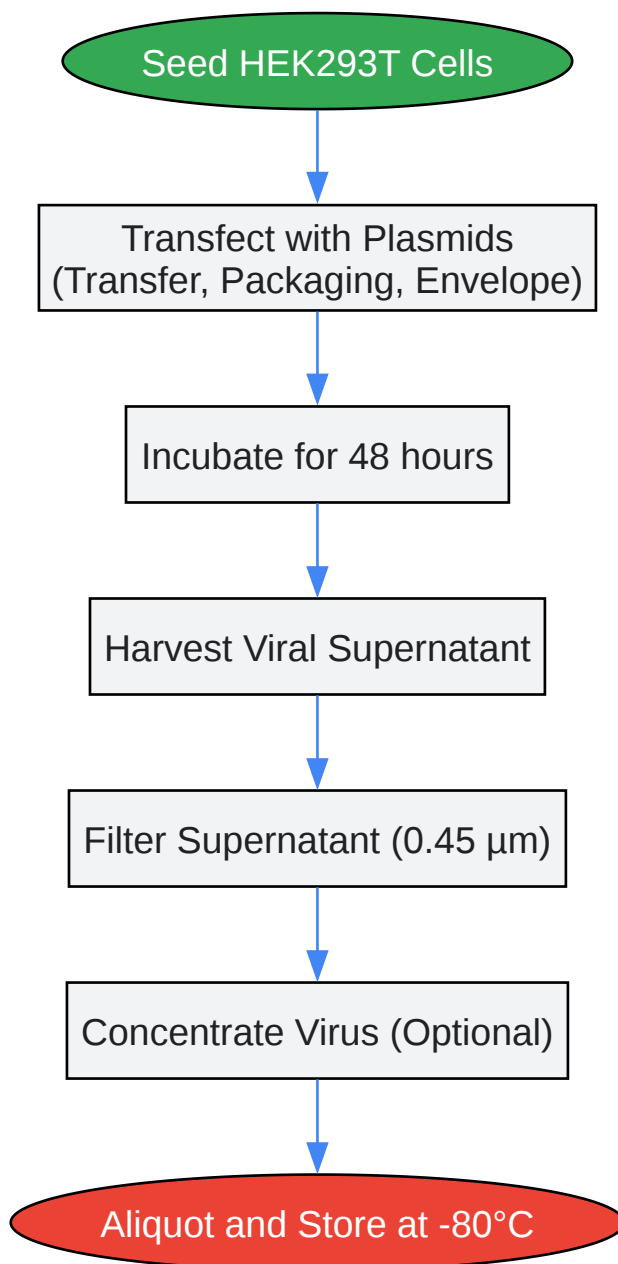 Seed HEK293T Cells
Transfect with Plasmids
(Transfer, Packaging, Envelope)
Incubate for 48 hours
Harvest Viral Supernatant
Filter Supernatant (0.45 µm)
Concentrate Virus (Optional)
Aliquot and Store at -80°C